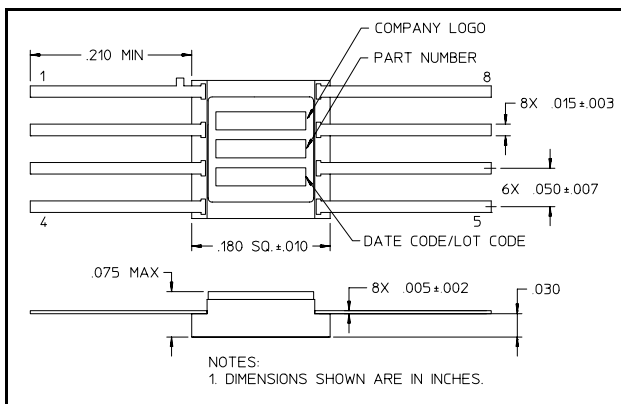 COMPANY LOGO
.210 MIN
PART NUMBER
1
8
8X .015±.003
6X .050±.007
4
5
.180 SQ.±.010
DATE CODE/LOT CODE
.075 MAX
8X .005±.002
.030
NOTES:
1. DIMENSIONS SHOWN ARE IN INCHES.